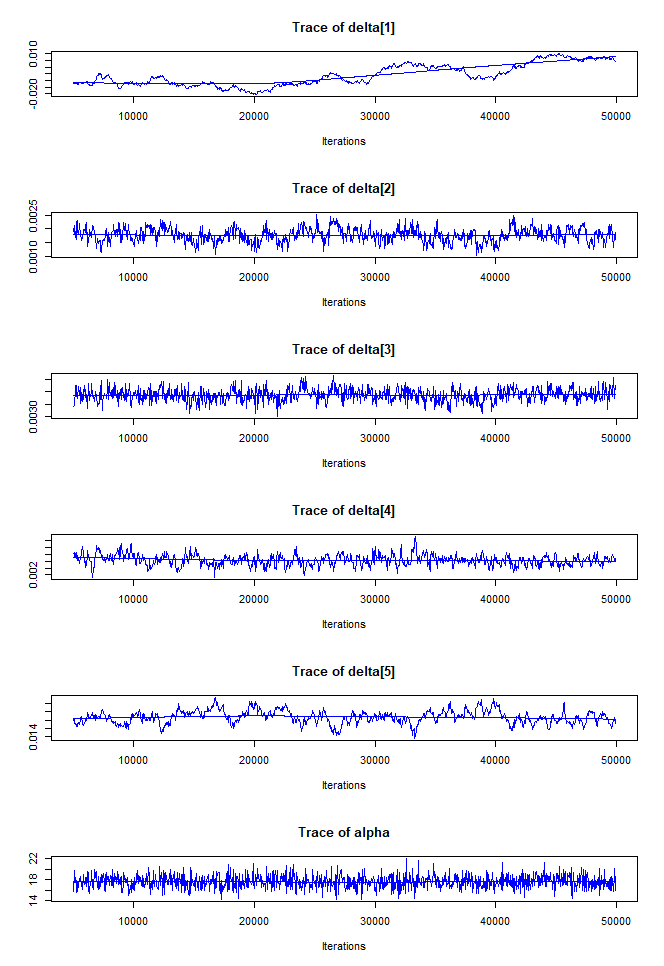 Trace of delta[1]
0.010
-0.020
10000 20000 30000 40000 50000
Iterations
Trace of delta[2]
0.0025
0.0010
10000 20000 30000 40000 50000
Iterations
Trace of delta[3]
0.0030
10000 20000 30000 40000 50000
Iterations
Trace of delta[4]
0.002
10000 20000 30000 40000 50000
Iterations
Trace of delta[5]
0.014
10000 20000 30000 40000 50000
Iterations
Trace of alpha
22
18
14
10000 20000 30000 40000 50000
Iterations